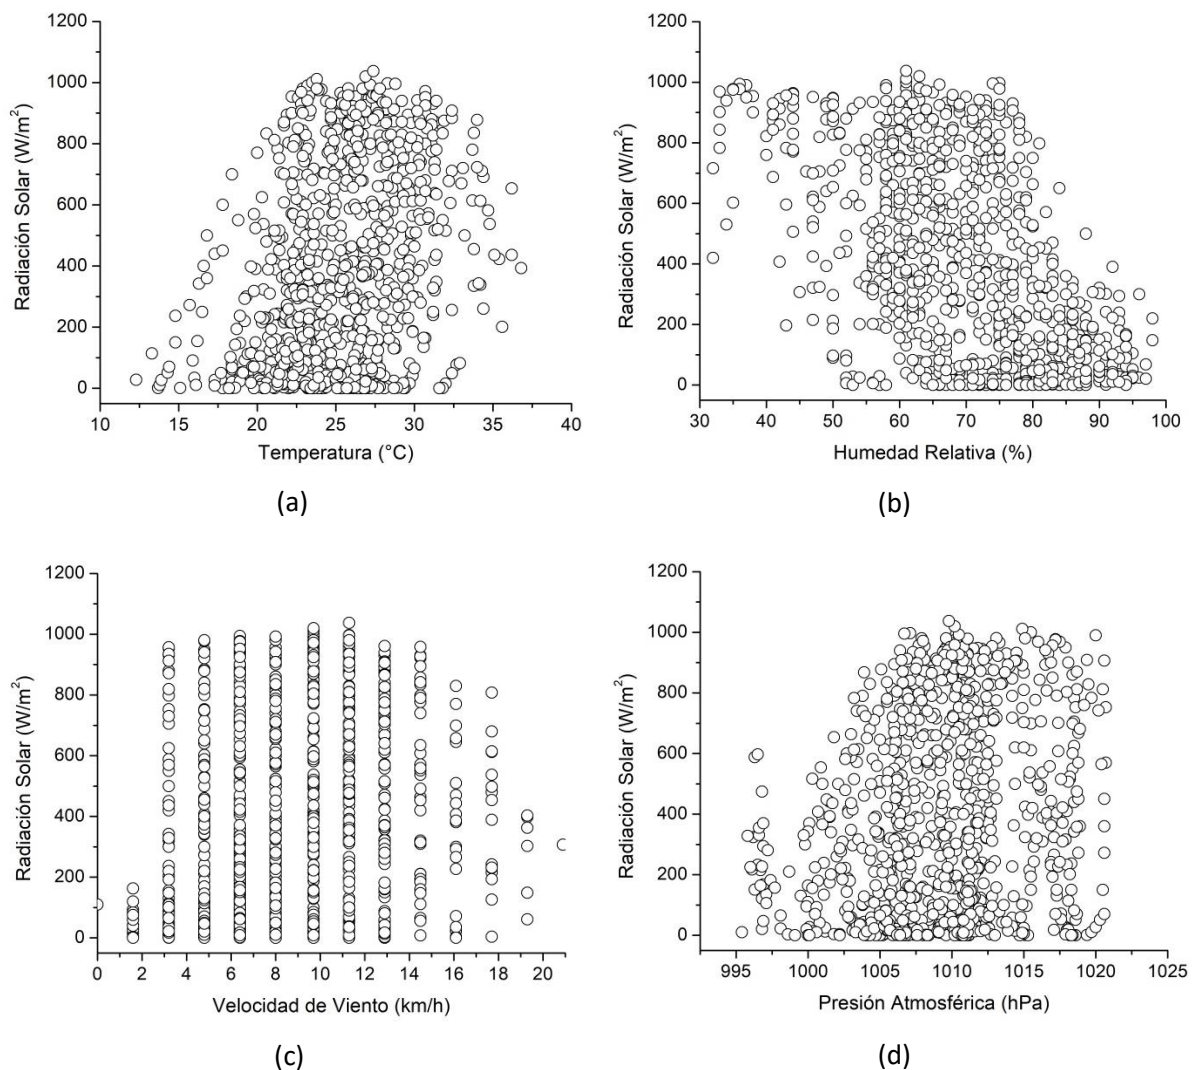 1200
1000
800
600
400
200
0
Radiación Solar (W/m²)
10 15 20 25 30 35 40
Temperatura (°C)
(a)
1200
1000
800
600
400
200
0
Radiación Solar (W/m²)
30 40 50 60 70 80 90 100
Humedad Relativa (%)
(b)
1200
1000
800
600
400
200
0
Radiación Solar (W/m²)
0 2 4 6 8 10 12 14 16 18 20
Velocidad de Viento (km/h)
(c)
1200
1000
800
600
400
200
0
Radiación Solar (W/m²)
995 1000 1005 1010 1015 1020 1025
Presión Atmosférica (hPa)
(d)